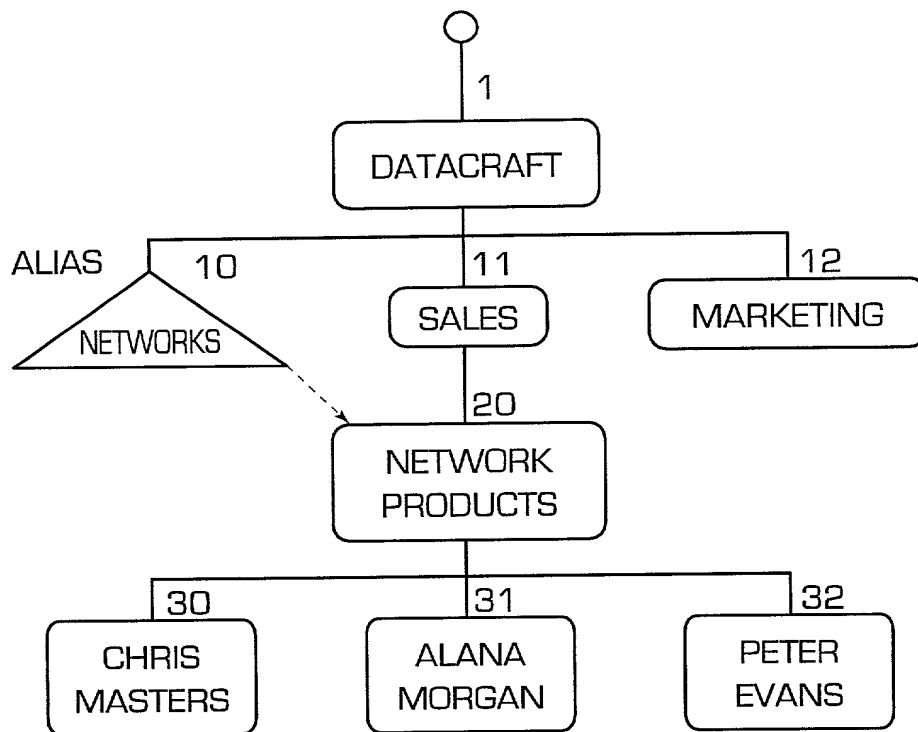 1
DATACRAFT
ALIAS
10
11
12
NETWORKS
SALES
MARKETING
20
NETWORK
PRODUCTS
30
31
32
CHRIS
MASTERS
ALANA
MORGAN
PETER
EVANS